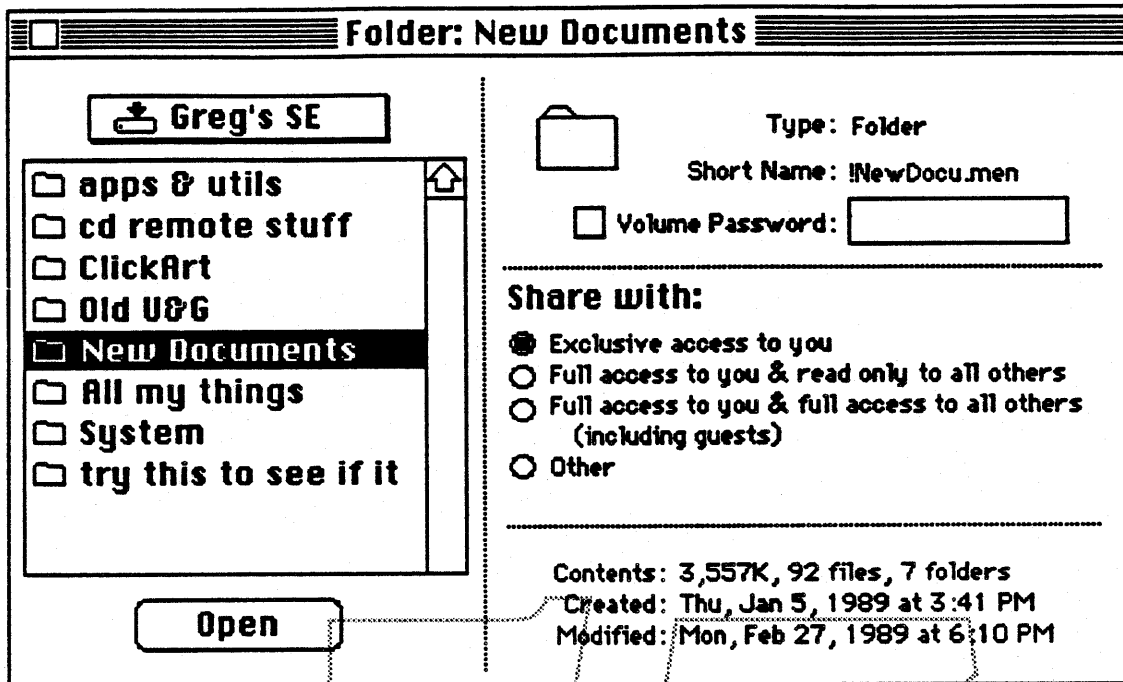 Folder: New Documents
Greg's SE
apps & utils
cd remote stuff
ClickArt
Old U&G
New Documents
All my things
System
try this to see if it
Open
Type: Folder
Short Name: !NewDocu.men
Volume Password:
Share with:
Exclusive access to you
Full access to you & read only to all others
Full access to you & full access to all others
(including guests)
Other
Contents: 3,557K, 92 files, 7 folders
Created: Thu, Jan 5, 1989 at 3:41 PM
Modified: Mon, Feb 27, 1989 at 6:10 PM